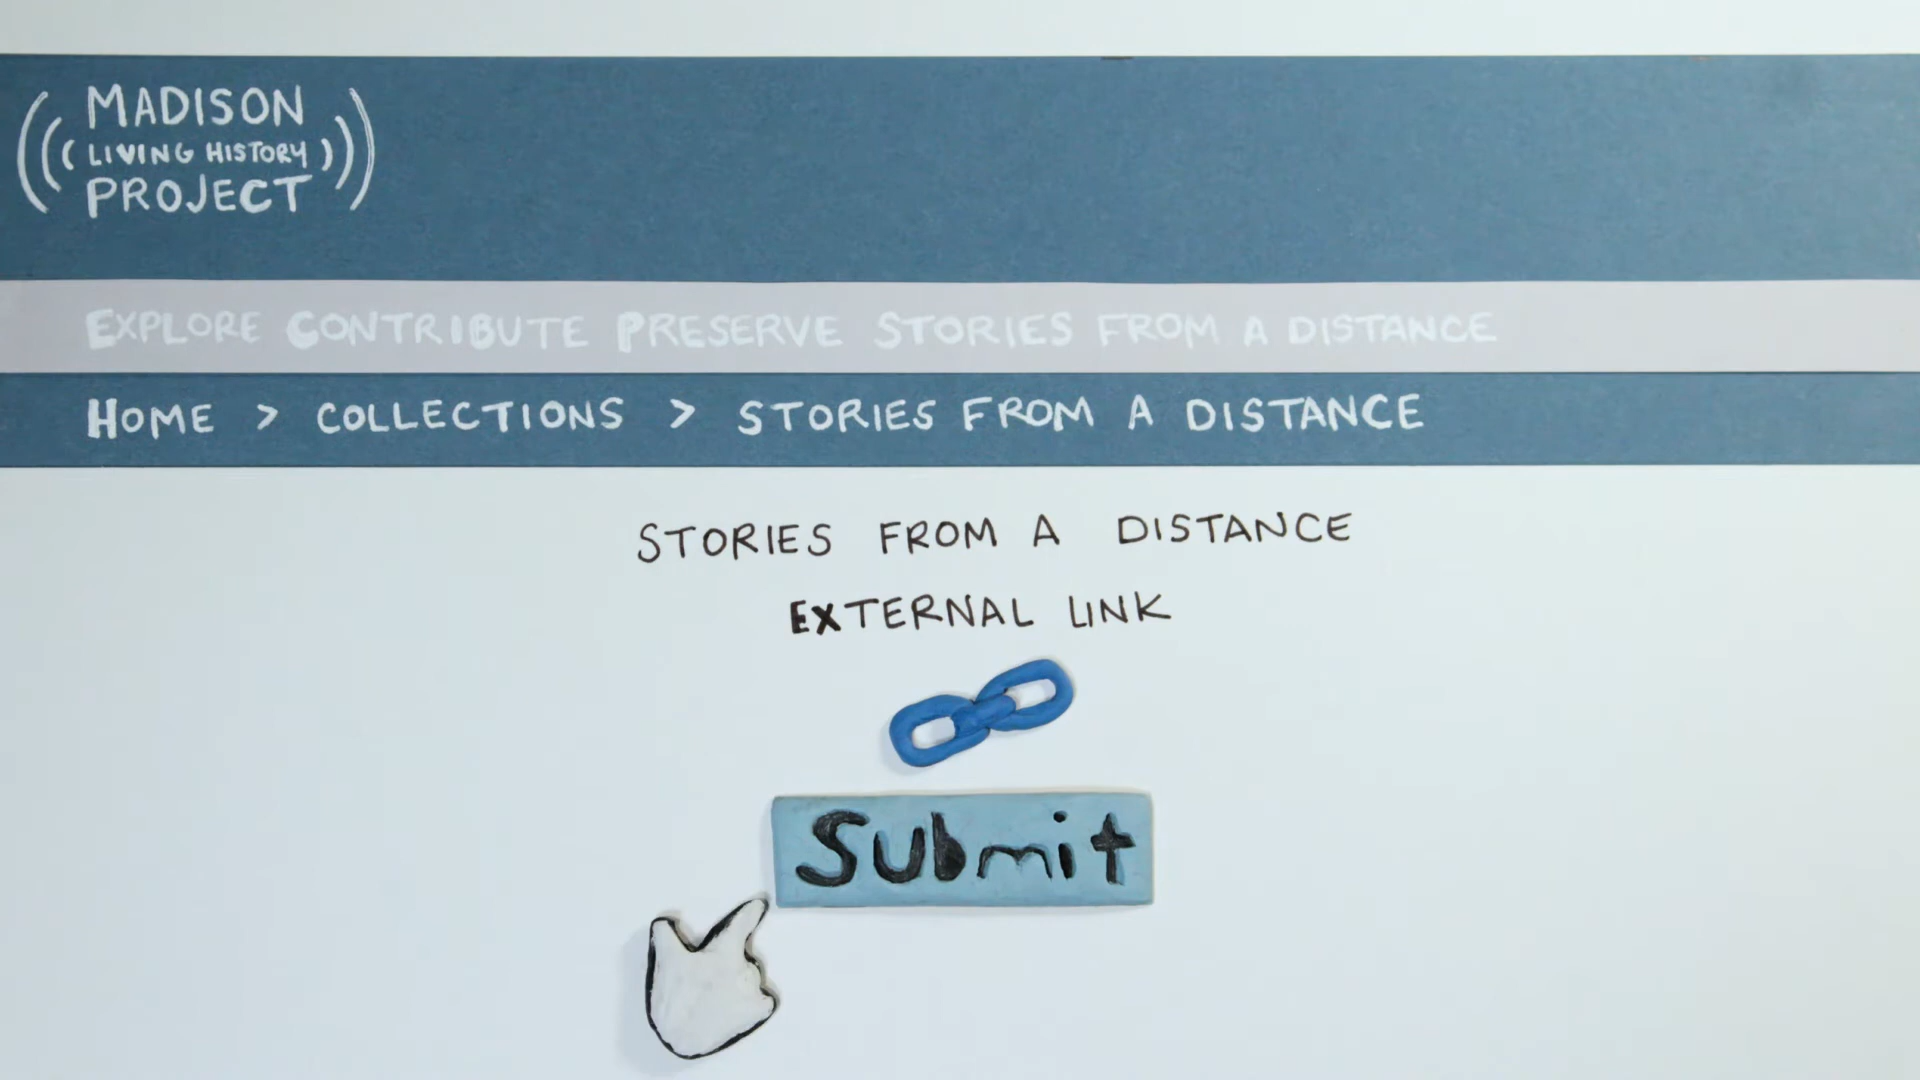 MADISON
LIVING HISTORY
PROJECT
EXPLORE CONTRIBUTE PRESERVE STORIES FROM A DISTANCE
HOME > COLLECTIONS > STORIES FROM A DISTANCE
STORIES FROM A DISTANCE
EXTERNAL LINK
Submit